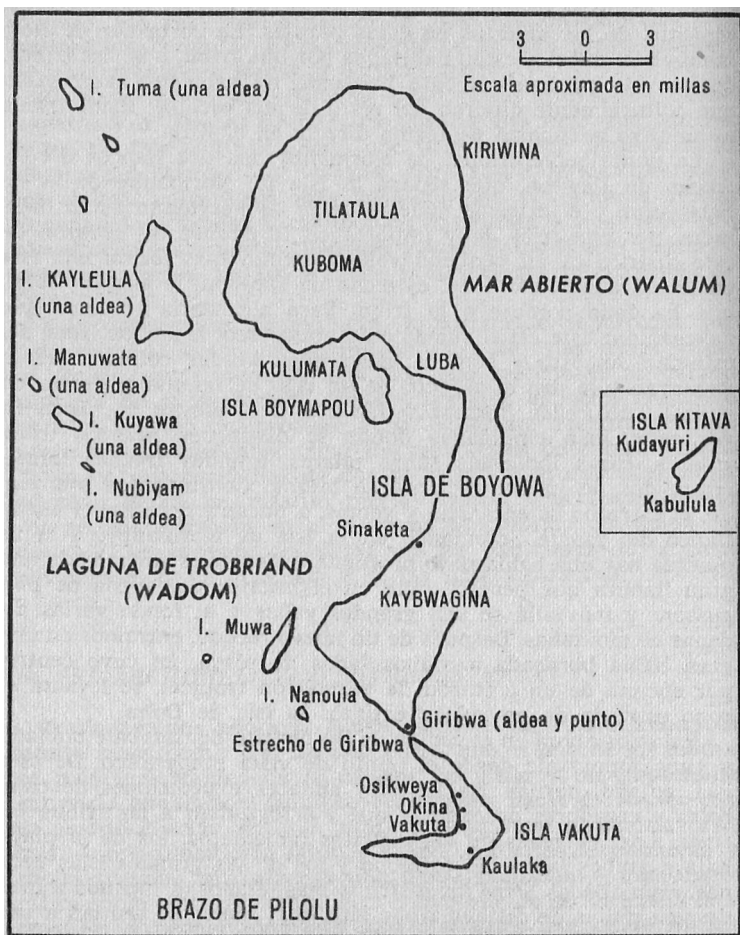 3 0 3
Escala aproximada en millas
I. Tuma (una aldea)
KIRIWINA
TILATAULA
KUBOMA
I. KAYLEULA
(una aldea)
MAR ABIERTO (WALUM)
I. Manuwata
(una aldea)
KULUMATA
LUBA
ISLA BOYMAPOU
I. Kuyawa
(una aldea)
ISLA KITAVA
Kudayuri
Kabulula
I. Nubiyam
(una aldea)
ISLA DE BOYOWA
Sinaketa
LAGUNA DE TROBRIAND
(WADOM)
KAYBWAGINA
I. Muwa
I. Nanoula
Giribwa (aldea y punto)
Estrecho de Giribwa
Osikweya
Okina
Vakuta
ISLA VAKUTA
Kaulaka
BRAZO DE PILOLU